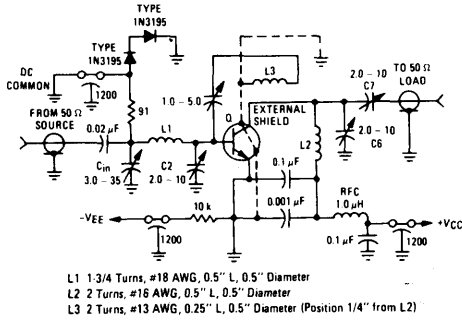 TYPE
1N3195
TYPE
1N3195
DC
COMMON
1200
91
FROM 50 Ω
SOURCE
0.02 μF
Cin
3.0 - 35
L1
C2
2.0 - 10
1.0 - 5.0
Q
L3
EXTERNAL
SHIELD
2.0 - 10
C7
TO 50 Ω
LOAD
2.0 - 10
C6
L2
0.1 μF
0.001 μF
RFC
1.0 μH
-VEE
10 k
1200
0.1 μF
1200
+VCC
L1 1-3/4 Turns, #18 AWG, 0.5" L, 0.5" Diameter
L2 2 Turns, #16 AWG, 0.5" L, 0.5" Diameter
L3 2 Turns, #13 AWG, 0.25" L, 0.5" Diameter (Position 1/4" from L2)